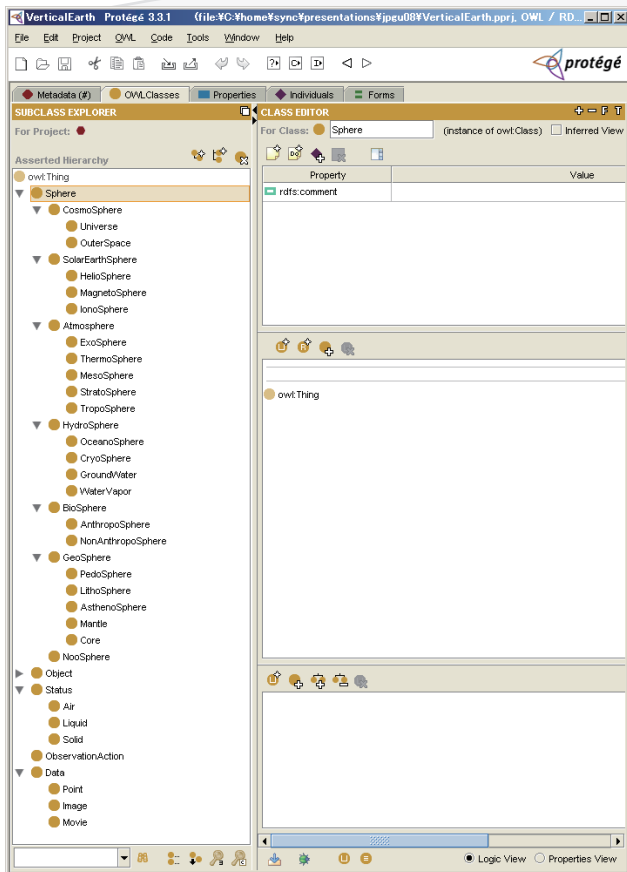 VerticalEarth Protégé 3.3.1 (file:¥C:¥home¥sync¥presentations¥jpgu08¥VerticalEarth.pprj, OWL / RD...
File Edit Project OWL Code Tools Window Help
protégé
Metadata (#) OWLClasses Properties Individuals Forms
SUBCLASS EXPLORER
For Project:
Asserted Hierarchy
owl:Thing
Sphere
CosmoSphere
Universe
OuterSpace
SolarEarthSphere
HelioSphere
MagnetoSphere
IonoSphere
Atmosphere
ExoSphere
ThermoSphere
MesoSphere
StratoSphere
TropoSphere
HydroSphere
OceanoSphere
CryoSphere
GroundWater
WaterVapor
BioSphere
AnthropoSphere
NonAnthropoSphere
GeoSphere
PedoSphere
LithoSphere
AsthenoSphere
Mantle
Core
NooSphere
Object
Status
Air
Liquid
Solid
ObservationAction
Data
Point
Image
Movie
CLASS EDITOR
For Class: Sphere (instance of owl:Class) Inferred View
Property Value
rdfs:comment
owl:Thing
Logic View Properties View